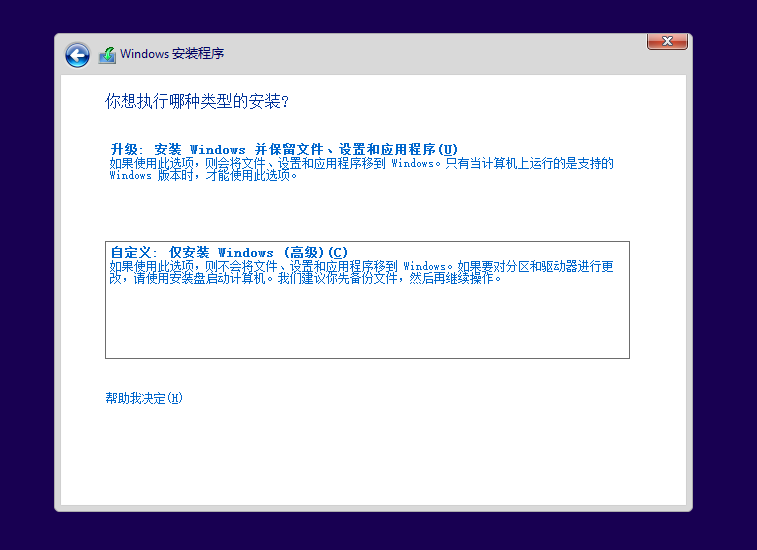 Windows 安装程序
你想执行哪种类型的安装?
升级: 安装 Windows 并保留文件、设置和应用程序(U)
如果使用此选项，则会将文件、设置和应用程序移到 Windows。只有当计算机上运行的是支持的
Windows 版本时，才能使用此选项。
自定义: 仅安装 Windows (高级)(C)
如果使用此选项，则不会将文件、设置和应用程序移到 Windows。如果要对分区和驱动器进行更
改，请使用安装盘启动计算机。我们建议你先备份文件，然后再继续操作。
帮助我决定(H)